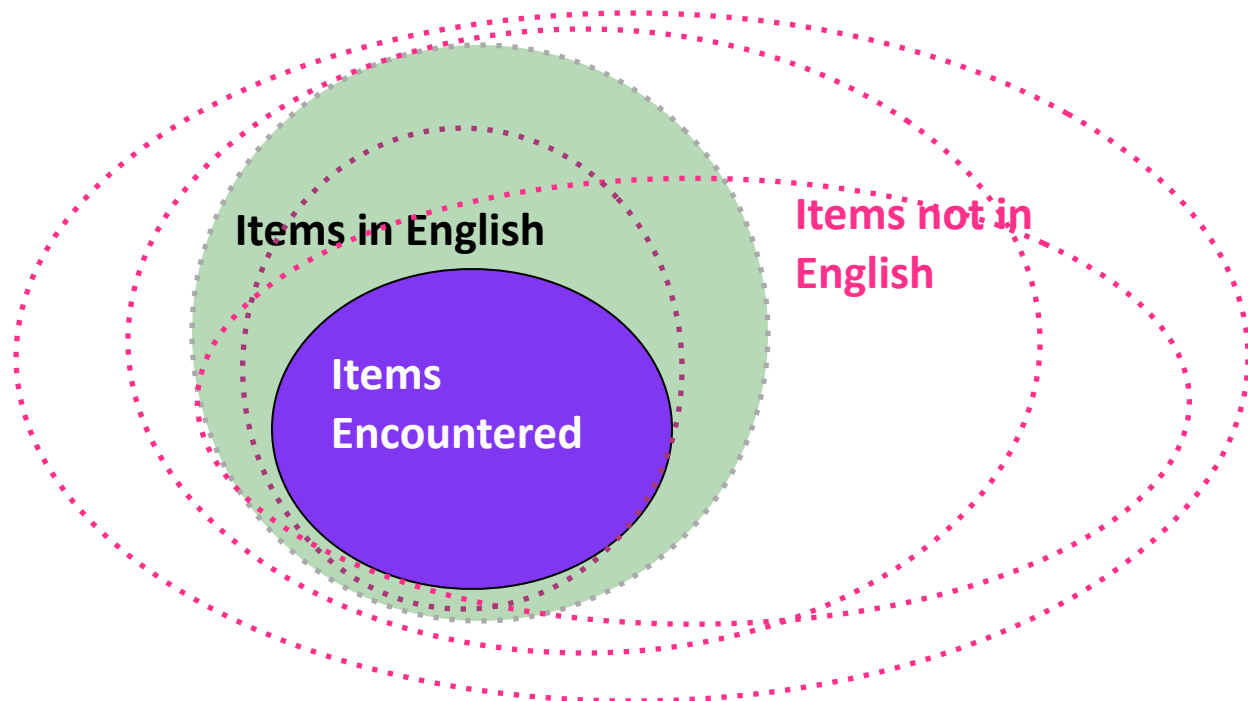 Items in English
Items not in
English
Items
Encountered